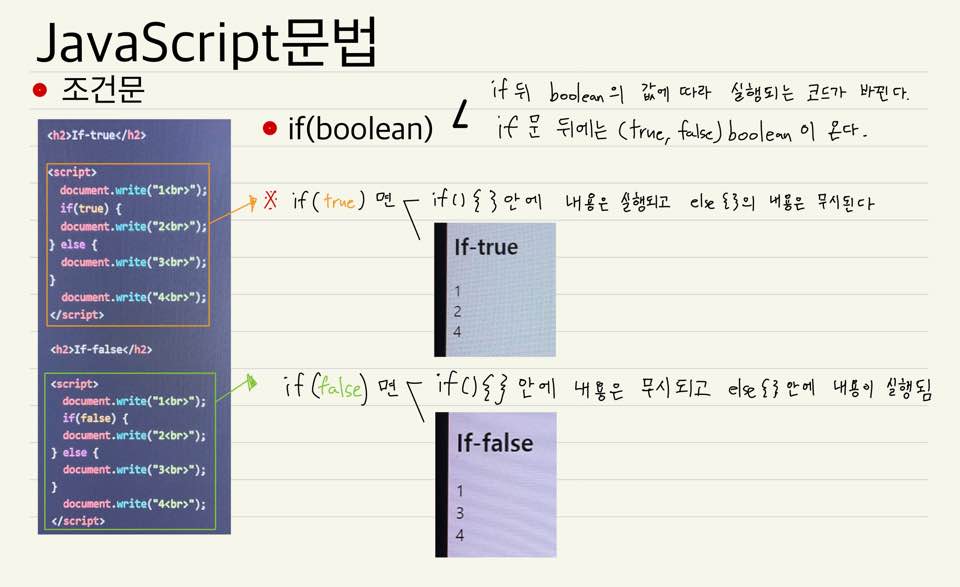 JavaScript문법
조건문
if 뒤 boolean의 값에 따라 실행되는 코드가 바뀐다.
if(boolean)
if 문 뒤에는 (true, false) boolean이 온다.
<h2>If-true</h2>
<script>
document.write("1<br>");
if(true) {
document.write("2<br>");
} else {
document.write("3<br>");
}
document.write("4<br>");
</script>
※ if(true)면 if(){ }안에 내용은 실행되고 else{}의 내용은 무시된다
If-true
1
2
4
<h2>If-false</h2>
<script>
document.write("1<br>");
if(false) {
document.write("2<br>");
} else {
document.write("3<br>");
}
document.write("4<br>");
</script>
if(false)면 if(){} 안에 내용은 무시되고 else{}안에 내용이 실행됨
If-false
1
3
4